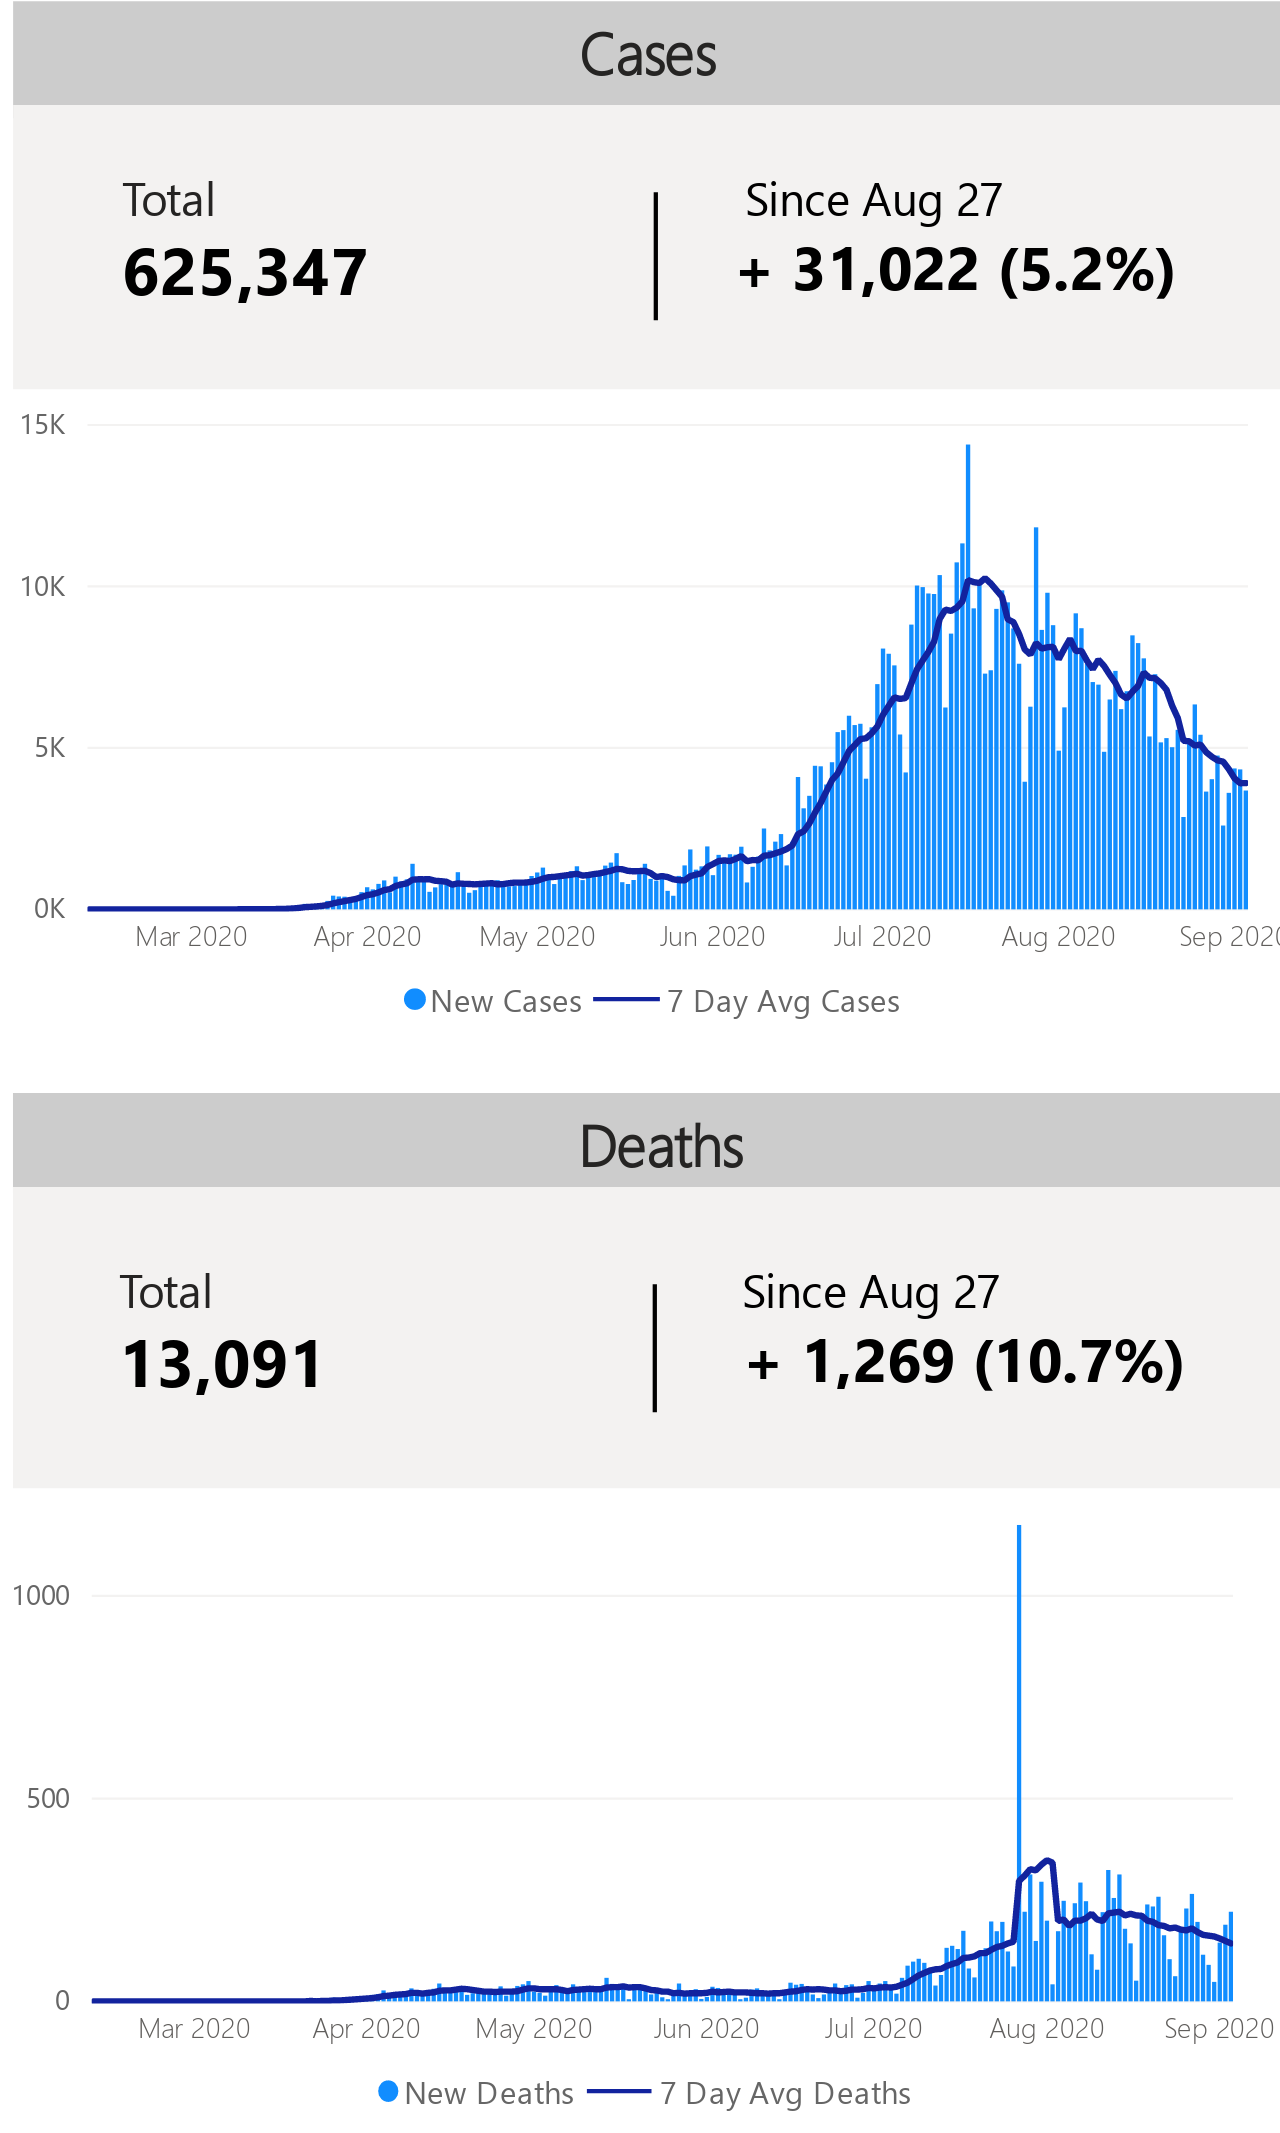 Cases
Total
Since Aug 27
625,347
+ 31,022 (5.2%)
15K
10K
5K
0K
Mar 2020
Apr 2020
May 2020
Jun 2020
Jul 2020
Aug 2020
Sep 2020
New Cases
7 Day Avg Cases
Deaths
Total
Since Aug 27
13,091
+ 1,269 (10.7%)
1000
500
0
Mar 2020
Apr 2020
May 2020
Jun 2020
Jul 2020
Aug 2020
Sep 2020
New Deaths
7 Day Avg Deaths